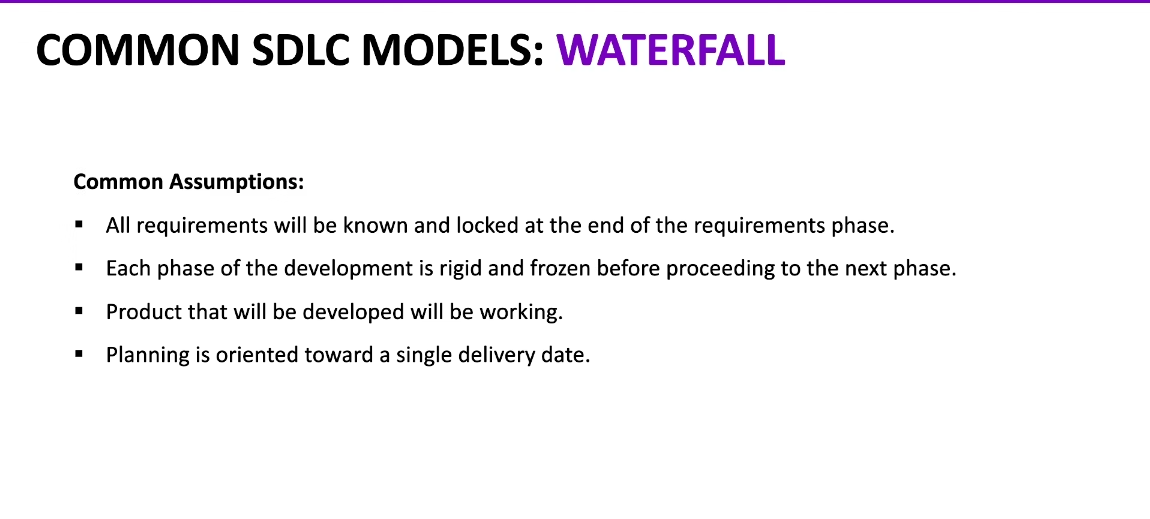 COMMON SDLC MODELS: WATERFALL
Common Assumptions:
▪ All requirements will be known and locked at the end of the requirements phase.
▪ Each phase of the development is rigid and frozen before proceeding to the next phase.
▪ Product that will be developed will be working.
▪ Planning is oriented toward a single delivery date.